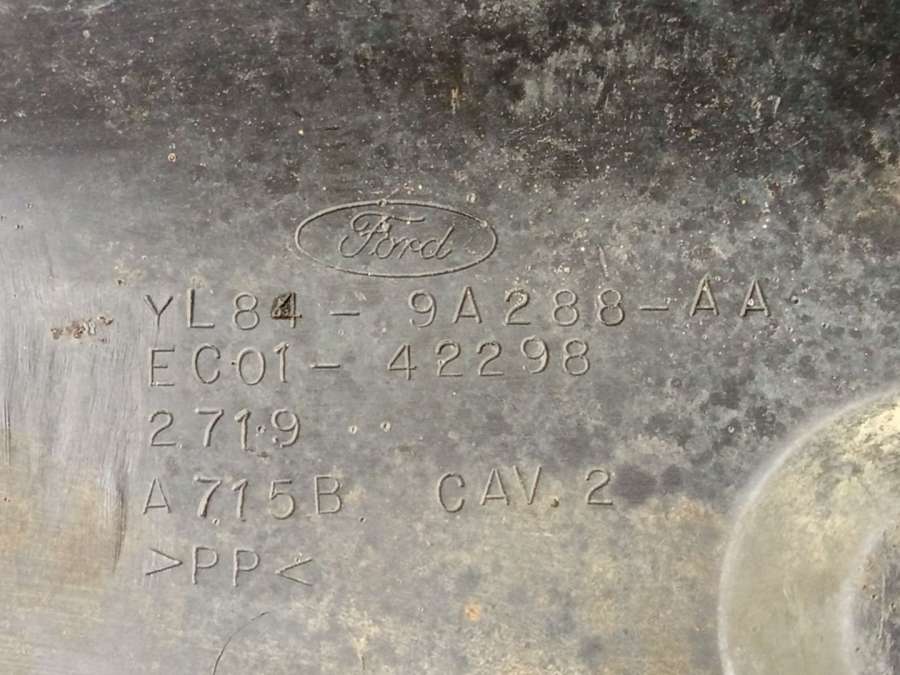 Ford
YL84-9A288-AA
EC01-42298
2719
A715B CAV. 2
>PP<